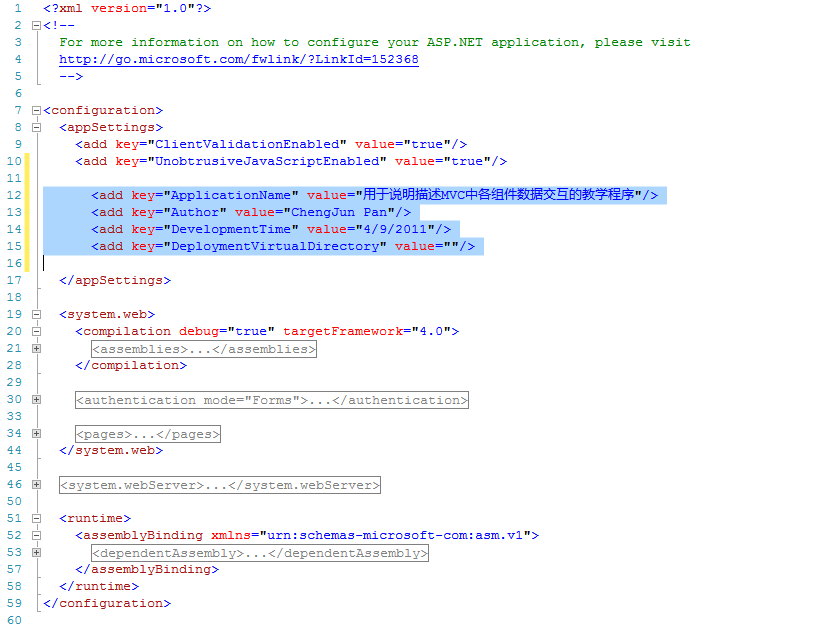 1 <?xml version="1.0"?>
2 <!--
3 For more information on how to configure your ASP.NET application, please visit
4 http://go.microsoft.com/fwlink/?LinkId=152368
5 -->
6
7 <configuration>
8 <appSettings>
9 <add key="ClientValidationEnabled" value="true"/>
10 <add key="UnobtrusiveJavaScriptEnabled" value="true"/>
11
12 <add key="ApplicationName" value="用于说明描述MVC中各组件数据交互的教学程序"/>
13 <add key="Author" value="ChengJun Pan"/>
14 <add key="DevelopmentTime" value="4/9/2011"/>
15 <add key="DeploymentVirtualDirectory" value=""/>
16
17 </appSettings>
18
19 <system.web>
20 <compilation debug="true" targetFramework="4.0">
21 <assemblies>...</assemblies>
28 </compilation>
29
30 <authentication mode="Forms">...</authentication>
33
34 <pages>...</pages>
44 </system.web>
45
46 <system.webServer>...</system.webServer>
50
51 <runtime>
52 <assemblyBinding xmlns="urn:schemas-microsoft-com:asm.v1">
53 <dependentAssembly>...</dependentAssembly>
57 </assemblyBinding>
58 </runtime>
59 </configuration>
60